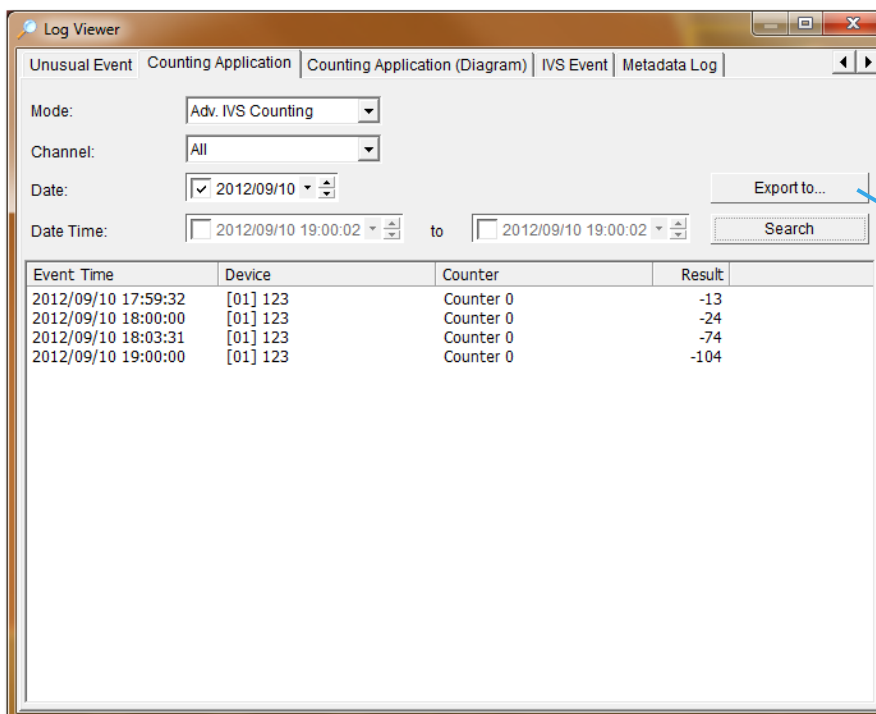 Log Viewer
Unusual Event Counting Application Counting Application (Diagram) IVS Event Metadata Log
Mode: Adv. IVS Counting
Channel: All
Date: 2012/09/10 Export to...
Date Time: 2012/09/10 19:00:02 to 2012/09/10 19:00:02 Search
Event Time Device Counter Result
2012/09/10 17:59:32 [01] 123 Counter 0 -13
2012/09/10 18:00:00 [01] 123 Counter 0 -24
2012/09/10 18:03:31 [01] 123 Counter 0 -74
2012/09/10 19:00:00 [01] 123 Counter 0 -104